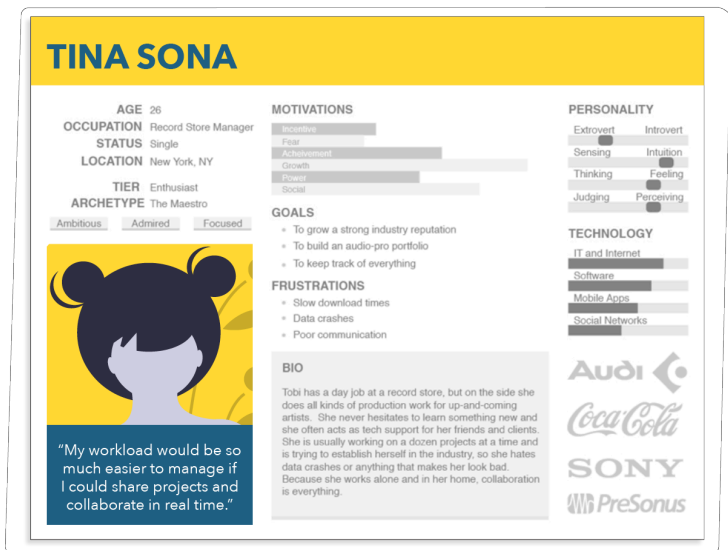 TINA SONA
AGE 26
OCCUPATION Record Store Manager
STATUS Single
LOCATION New York, NY
TIER Enthusiast
ARCHETYPE The Maestro
Ambitious Admired Focused
“My workload would be so
much easier to manage if
I could share projects and
collaborate in real time.”
MOTIVATIONS
Incentive
Fear
Acheivement
Growth
Power
Social
GOALS
To grow a strong industry reputation
To build an audio-pro portfolio
To keep track of everything
FRUSTRATIONS
Slow download times
Data crashes
Poor communication
BIO
Tobi has a day job at a record store, but on the side she
does all kinds of production work for up-and-coming
artists. She never hesitates to learn something new and
she often acts as tech support for her friends and clients.
She is usually working on a dozen projects at a time and
is trying to establish herself in the industry, so she hates
data crashes or anything that makes her look bad.
Because she works alone and in her home, collaboration
is everything.
PERSONALITY
Extrovert Introvert
Sensing Intuition
Thinking Feeling
Judging Perceiving
TECHNOLOGY
IT and Internet
Software
Mobile Apps
Social Networks
Audi
Coca-Cola
SONY
PreSonus